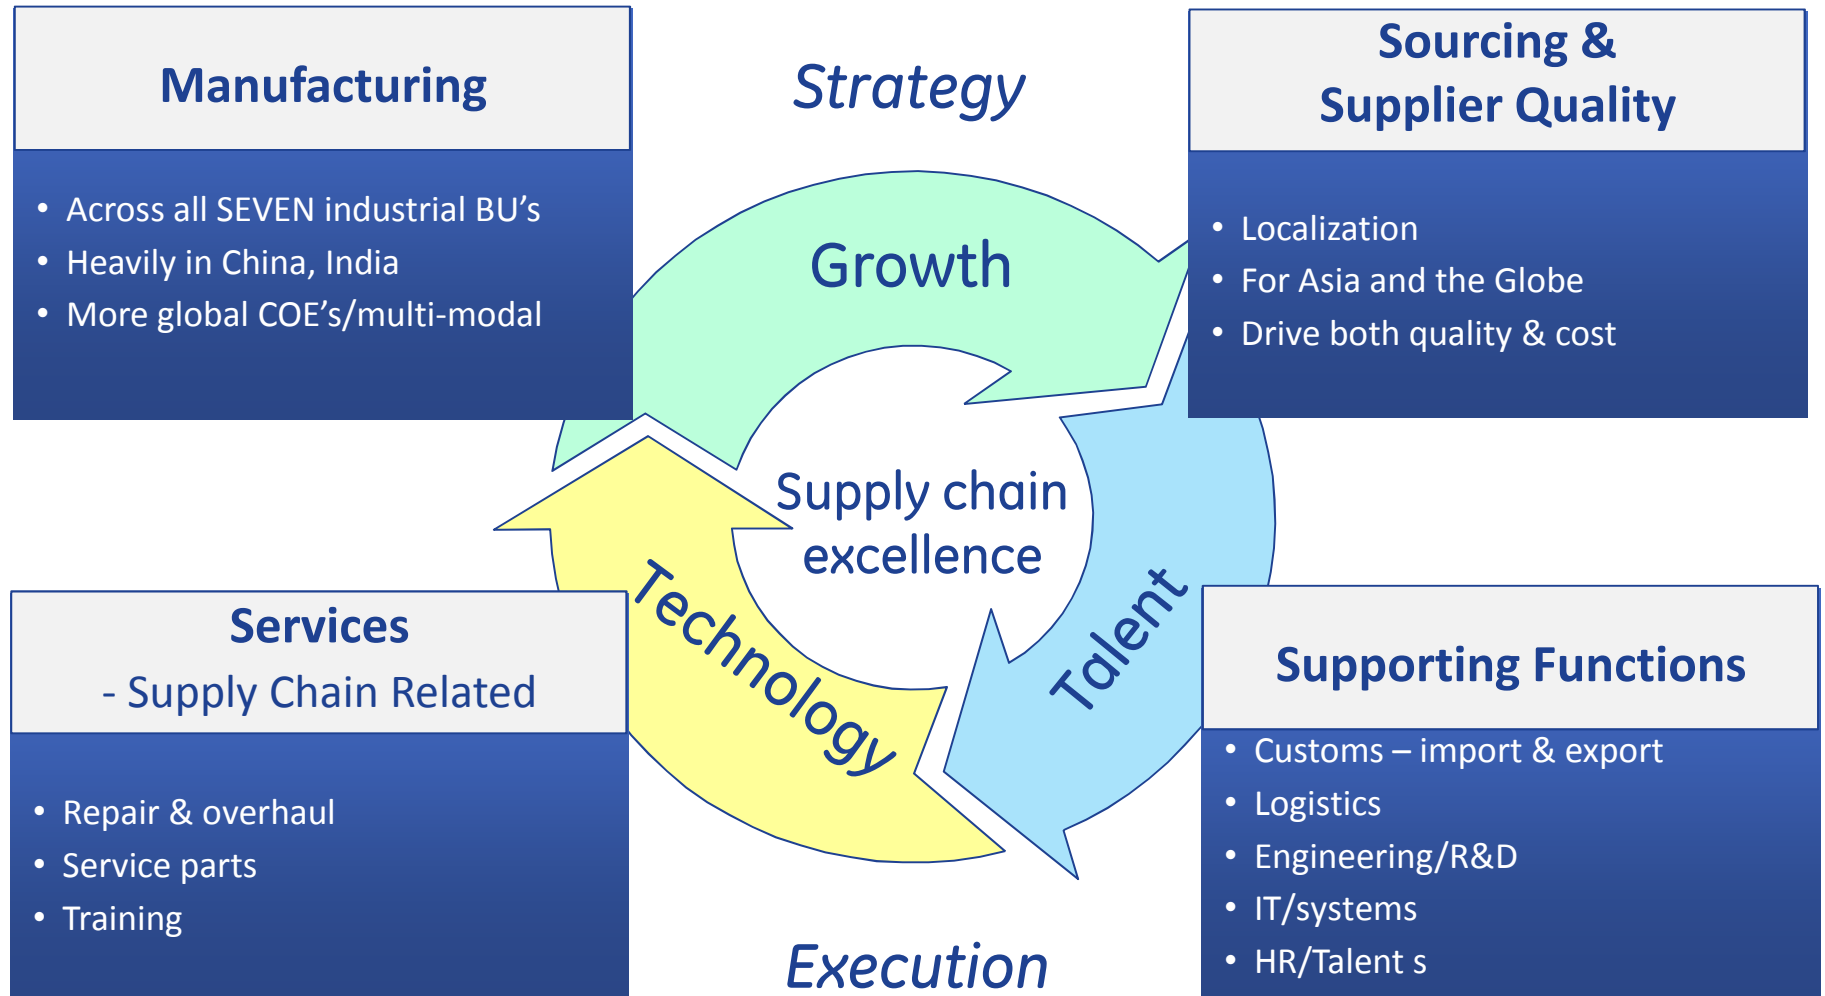 Manufacturing
• Across all SEVEN industrial BU’s
• Heavily in China, India
• More global COE’s/multi-modal
Strategy
Sourcing &
Supplier Quality
• Localization
• For Asia and the Globe
• Drive both quality & cost
Growth
Supply chain
excellence
Technology
Talent
Services
- Supply Chain Related
• Repair & overhaul
• Service parts
• Training
Execution
Supporting Functions
• Customs – import & export
• Logistics
• Engineering/R&D
• IT/systems
• HR/Talent s